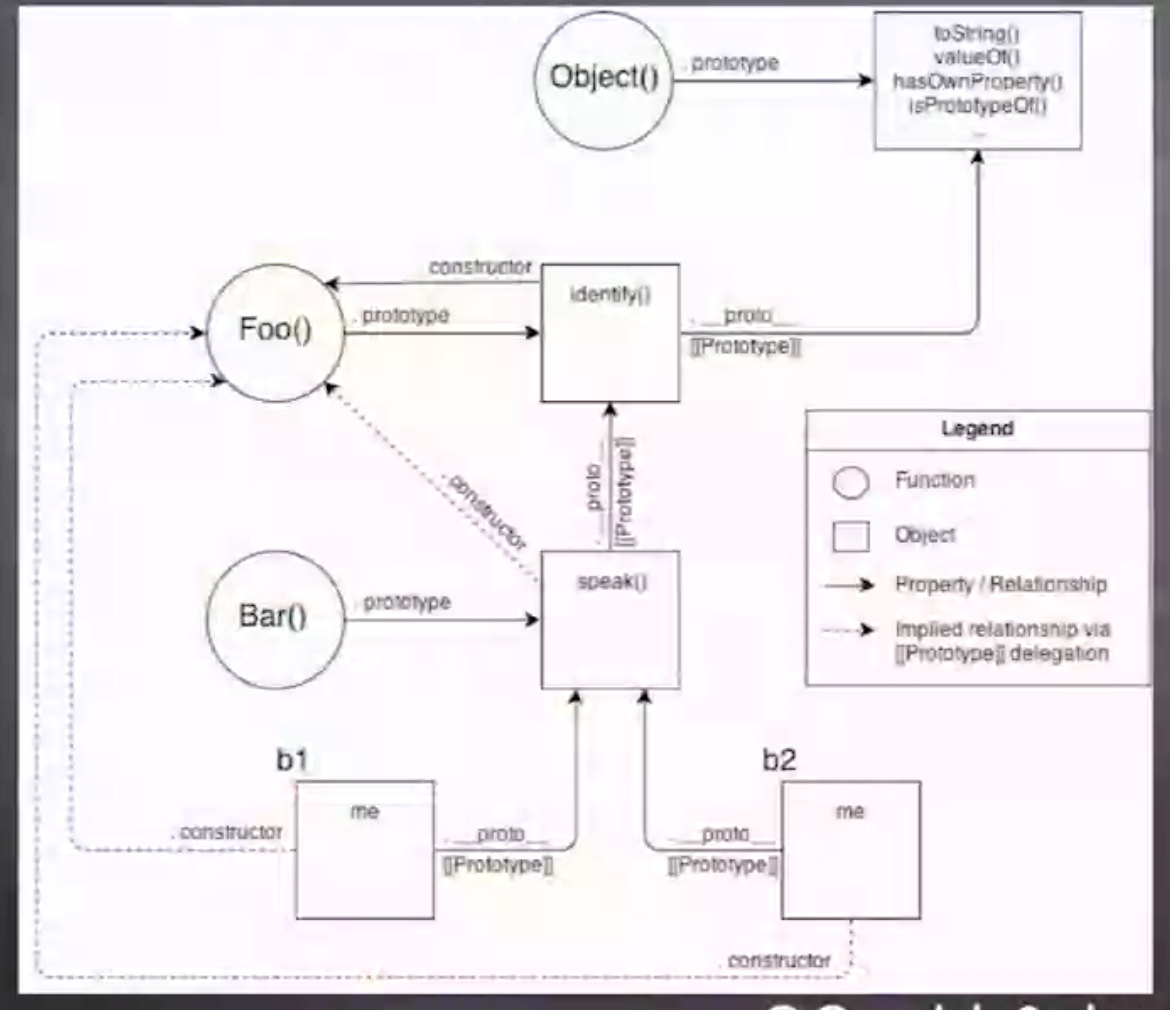 toString()
valueOf()
hasOwnProperty()
isPrototypeOf()
...
Object()
.prototype
.constructor
identify()
Foo()
.prototype
.__proto__
[[Prototype]]
.__proto__
[[Prototype]]
Legend
Function
Object
Property / Relationship
Implied relationship via
[[Prototype]] delegation
.constructor
speak()
Bar()
.prototype
b1
b2
me
me
.constructor
.__proto__
[[Prototype]]
.__proto__
[[Prototype]]
.constructor